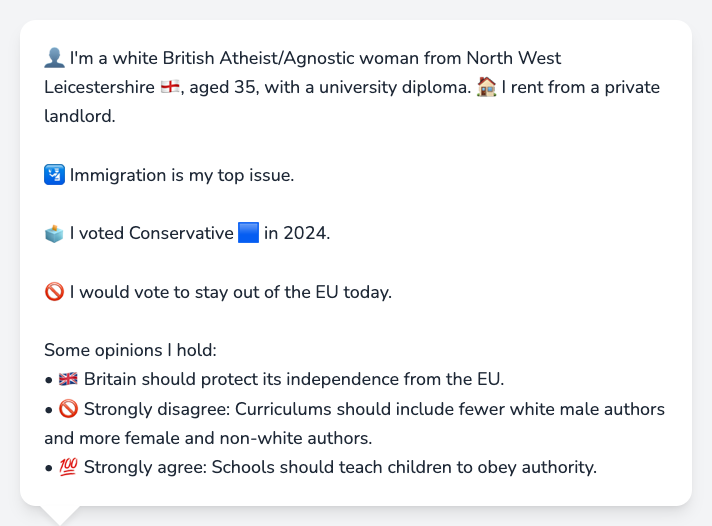 👤 I'm a white British Atheist/Agnostic woman from North West
Leicestershire 🏴󠁧󠁢󠁥󠁮󠁧󠁿, aged 35, with a university diploma. 🏠 I rent from a private
landlord.
🛂 Immigration is my top issue.
🗳️ I voted Conservative 🟦 in 2024.
🚫 I would vote to stay out of the EU today.
Some opinions I hold:
• 🇬🇧 Britain should protect its independence from the EU.
• 🚫 Strongly disagree: Curriculums should include fewer white male authors
and more female and non-white authors.
• 💯 Strongly agree: Schools should teach children to obey authority.